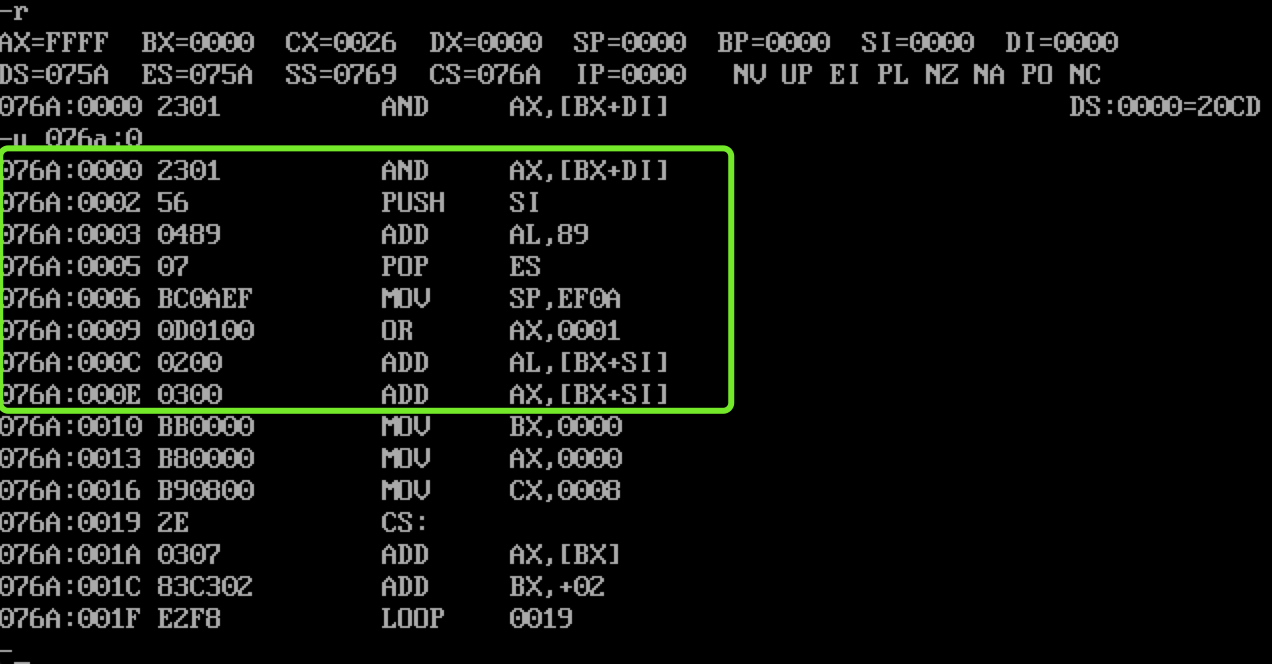 -r
AX=FFFF  BX=0000  CX=0026  DX=0000  SP=0000  BP=0000  SI=0000  DI=0000
DS=075A  ES=075A  SS=0769  CS=076A  IP=0000   NV UP EI PL NZ NA PO NC
076A:0000 2301          AND     AX,[BX+DI]                         DS:0000=20CD
-u 076a:0
076A:0000 2301          AND     AX,[BX+DI]
076A:0002 56            PUSH    SI
076A:0003 0489          ADD     AL,89
076A:0005 07            POP     ES
076A:0006 BC0AEF        MOV     SP,EF0A
076A:0009 0D0100        OR      AX,0001
076A:000C 0200          ADD     AL,[BX+SI]
076A:000E 0300          ADD     AX,[BX+SI]
076A:0010 BB0000        MOV     BX,0000
076A:0013 B80000        MOV     AX,0000
076A:0016 B90800        MOV     CX,0008
076A:0019 2E            CS:
076A:001A 0307          ADD     AX,[BX]
076A:001C 83C302        ADD     BX,+02
076A:001F E2F8          LOOP    0019
-_